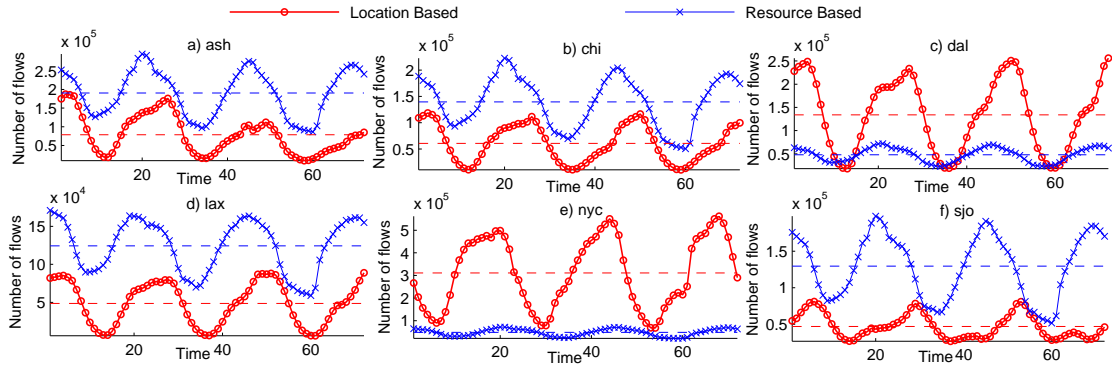 Location Based
Resource Based
x 10^5
a) ash
Number of flows
2.5
2
1.5
1
0.5
20
40
60
Time
x 10^5
b) chi
Number of flows
2
1.5
1
0.5
20
40
60
Time
x 10^5
c) dal
Number of flows
2.5
2
1.5
1
0.5
20
40
60
Time
x 10^4
d) lax
Number of flows
15
10
5
20
40
60
Time
x 10^5
e) nyc
Number of flows
5
4
3
2
1
20
40
60
Time
x 10^5
f) sjo
Number of flows
1.5
1
0.5
20
40
60
Time